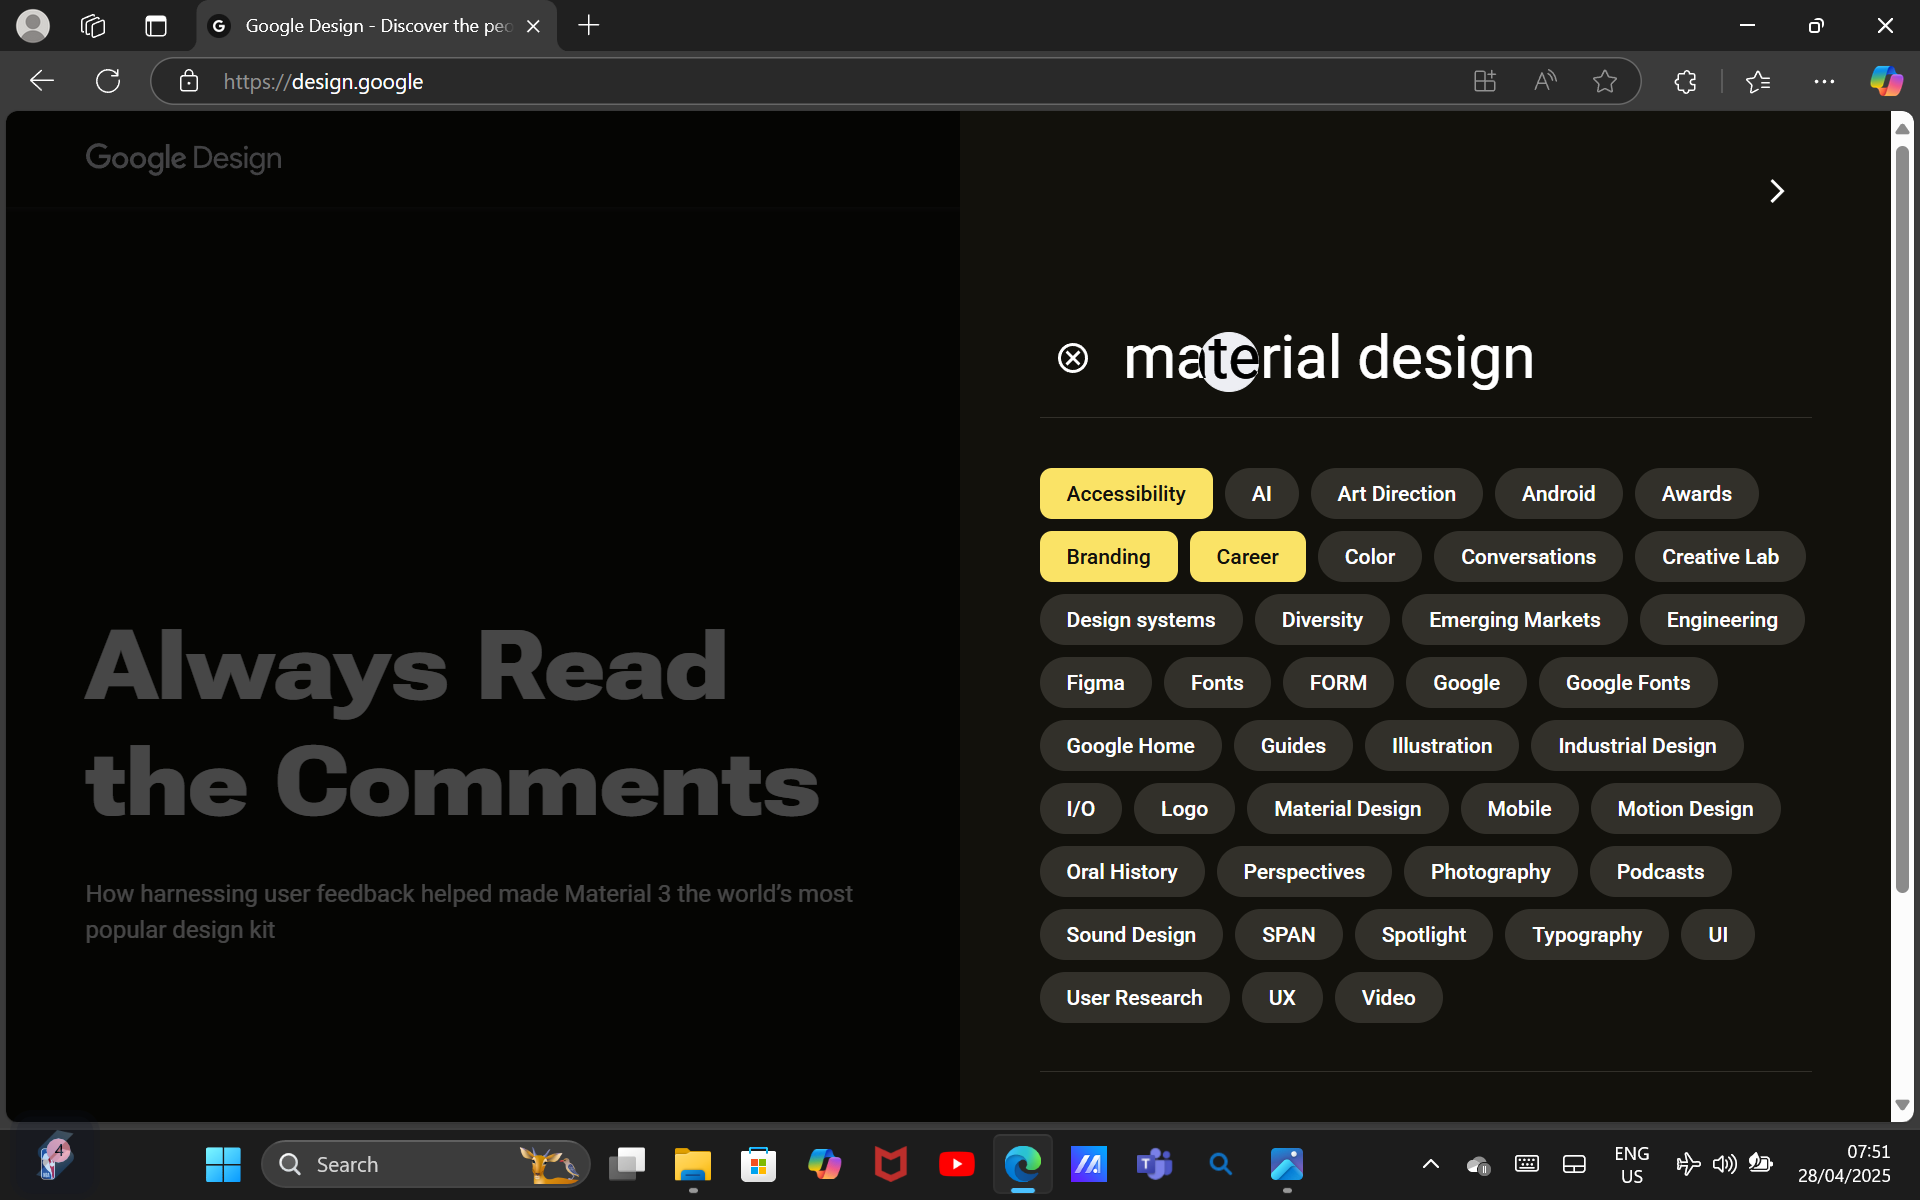 Google Design - Discover the peo
https://design.google
Google Design
Always Read
the Comments
How harnessing user feedback helped made Material 3 the world’s most
popular design kit
material design
Accessibility AI Art Direction Android Awards
Branding Career Color Conversations Creative Lab
Design systems Diversity Emerging Markets Engineering
Figma Fonts FORM Google Google Fonts
Google Home Guides Illustration Industrial Design
I/O Logo Material Design Mobile Motion Design
Oral History Perspectives Photography Podcasts
Sound Design SPAN Spotlight Typography UI
User Research UX Video
4
Search
ENG
US
07:51
28/04/2025